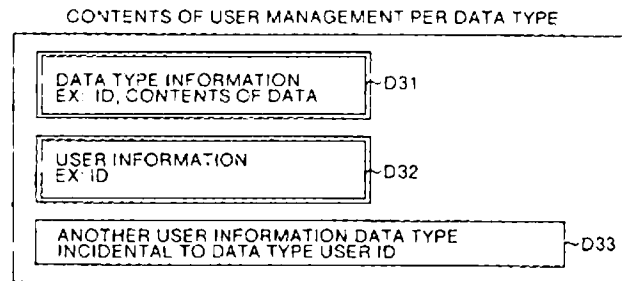 CONTENTS OF USER MANAGEMENT PER DATA TYPE
DATA TYPE INFORMATION
EX: ID, CONTENTS OF DATA
D31
USER INFORMATION
EX: ID
D32
ANOTHER USER INFORMATION DATA TYPE
INCIDENTAL TO DATA TYPE USER ID
D33